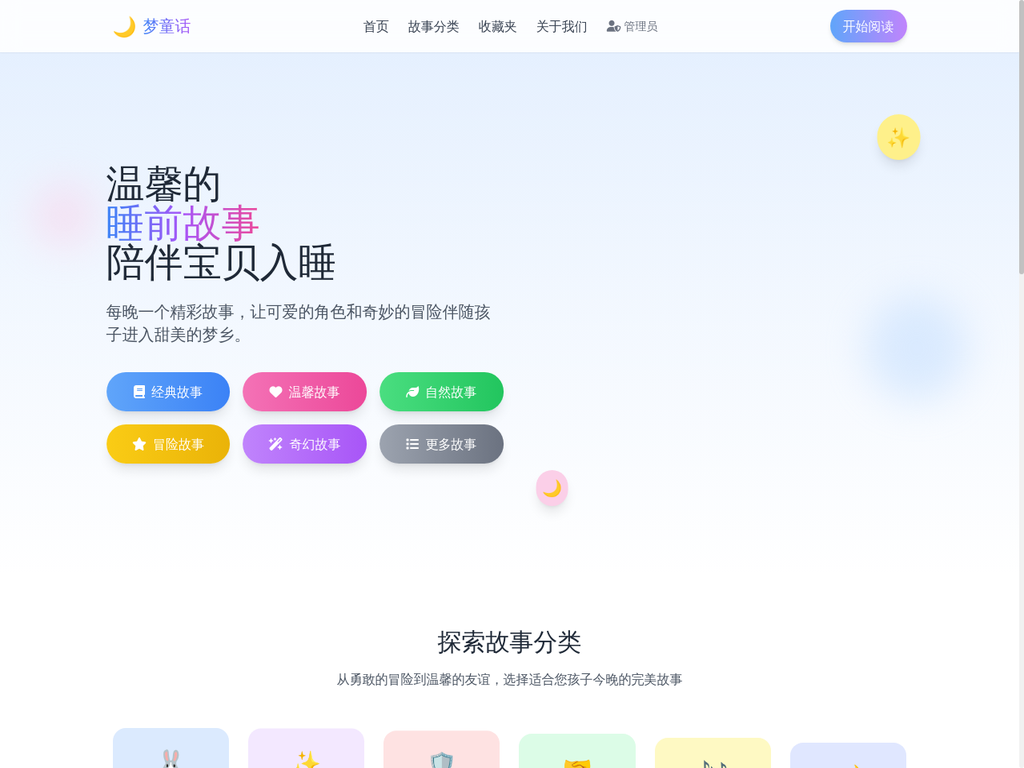 梦童话
首页 故事分类 收藏夹 关于我们 管理员
开始阅读
温馨的
睡前故事
陪伴宝贝入睡
每晚一个精彩故事，让可爱的角色和奇妙的冒险伴随孩
子进入甜美的梦乡。
经典故事 温馨故事 自然故事
冒险故事 奇幻故事 更多故事
探索故事分类
从勇敢的冒险到温馨的友谊，选择适合您孩子今晚的完美故事